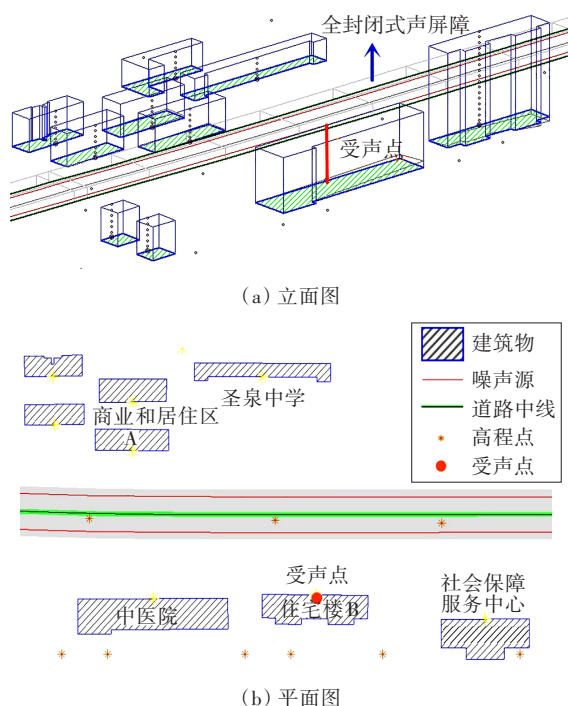 全封闭式声屏障
受声点
(a) 立面图
建筑物
噪声源
道路中线
高程点
受声点
圣泉中学
商业和居住区
A
受声点
中医院
住宅楼B
社会保障
服务中心
(b) 平面图